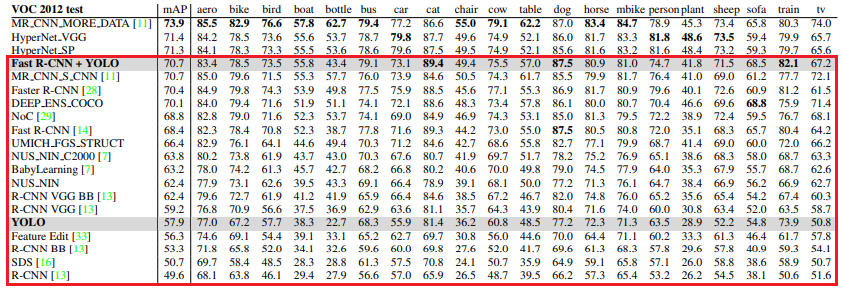 VOC 2012 test mAP aero bike bird boat bottle bus car cat chair cow table dog horse mbike person plant sheep sofa train tv
MR_CNN_MORE_DATA [11] 73.9 85.5 82.9 76.6 57.8 62.7 79.4 77.2 86.6 55.0 79.1 62.2 87.0 83.4 84.7 78.9 45.3 73.4 65.8 80.3 74.0
HyperNet_VGG 71.4 84.2 78.5 73.6 55.6 53.7 78.7 79.8 87.7 49.6 74.9 52.1 86.0 81.7 83.3 81.8 48.6 73.5 59.4 79.9 65.7
HyperNet_SP 71.3 84.1 78.3 73.3 55.5 53.6 78.6 79.6 87.5 49.5 74.9 52.1 85.6 81.6 83.2 81.6 48.4 73.2 59.3 79.7 65.6
Fast R-CNN + YOLO 70.7 83.4 78.5 73.5 55.8 43.4 79.1 73.1 89.4 49.4 75.5 57.0 87.5 80.9 81.0 74.7 41.8 71.5 68.5 82.1 67.2
MR_CNN_S_CNN [11] 70.7 85.0 79.6 71.5 55.3 57.7 76.0 73.9 84.6 50.5 74.3 61.7 85.5 79.9 81.7 76.4 41.0 69.0 61.2 77.7 72.1
Faster R-CNN [28] 70.4 84.9 79.8 74.3 53.9 49.8 77.5 75.9 88.5 45.6 77.1 55.3 86.9 81.7 80.9 79.6 40.1 72.6 60.9 81.2 61.5
DEEP_ENS_COCO 70.1 84.0 79.4 71.6 51.9 51.1 74.1 72.1 88.6 48.3 73.4 57.8 86.1 80.0 80.7 70.4 46.6 69.6 68.8 75.9 71.4
NoC [29] 68.8 82.8 79.0 71.6 52.3 53.7 74.1 69.0 84.9 46.9 74.3 53.1 85.0 81.3 79.5 72.2 38.9 72.4 59.5 76.7 68.1
Fast R-CNN [14] 68.4 82.3 78.4 70.8 52.3 38.7 77.8 71.6 89.3 44.2 73.0 55.0 87.5 80.5 80.8 72.0 35.1 68.3 65.7 80.4 64.2
UMICH_FGS_STRUCT 66.4 82.9 76.1 64.1 44.6 49.4 70.3 71.2 84.6 42.7 68.6 55.8 82.7 77.1 79.9 68.7 41.4 69.0 60.0 72.0 66.2
NUS_NIN_C2000 [7] 63.8 80.2 73.8 61.9 43.7 43.0 70.3 67.6 80.7 41.9 69.7 51.7 78.2 75.2 76.9 65.1 38.6 68.3 58.0 68.7 63.3
BabyLearning [7] 63.2 78.0 74.2 61.3 45.7 42.7 68.2 66.8 80.2 40.6 70.0 49.8 79.0 74.5 77.9 64.0 35.3 67.9 55.7 68.7 62.6
NUS_NIN 62.4 77.9 73.1 62.6 39.5 43.3 69.1 66.4 78.9 39.1 68.1 50.0 77.2 71.3 76.1 64.7 38.4 66.9 56.2 66.9 62.7
R-CNN VGG BB [13] 62.4 79.6 72.7 61.9 41.2 41.9 65.9 66.4 84.6 38.5 67.2 46.7 82.0 74.8 76.0 65.2 35.6 65.4 54.2 67.4 60.3
R-CNN VGG [13] 59.2 76.8 70.9 56.6 37.5 36.9 62.9 63.6 81.1 35.7 64.3 43.9 80.4 71.6 74.0 60.0 30.8 63.4 52.0 63.5 58.7
YOLO 57.9 77.0 67.2 57.7 38.3 22.7 68.3 55.9 81.4 36.2 60.8 48.5 77.2 72.3 71.3 63.5 28.9 52.2 54.8 73.9 50.8
Feature Edit [33] 56.3 74.6 69.1 54.4 39.1 33.1 65.2 62.7 69.7 30.8 56.0 44.6 70.0 64.4 71.1 60.2 33.3 61.3 46.4 61.7 57.8
R-CNN BB [13] 53.3 71.8 65.8 52.0 34.1 32.6 59.6 60.0 69.8 27.6 52.0 41.7 69.6 61.3 68.3 57.8 29.6 57.8 40.9 59.3 54.1
SDS [16] 50.7 69.7 58.4 48.5 28.3 28.8 61.3 57.5 70.8 24.1 50.7 35.9 64.9 59.1 65.8 57.1 26.0 58.8 38.6 58.9 50.7
R-CNN [13] 49.6 68.1 63.8 46.1 29.4 27.9 56.6 57.0 65.9 26.5 48.7 39.5 66.2 57.3 65.4 53.2 26.2 54.5 38.1 50.6 51.6